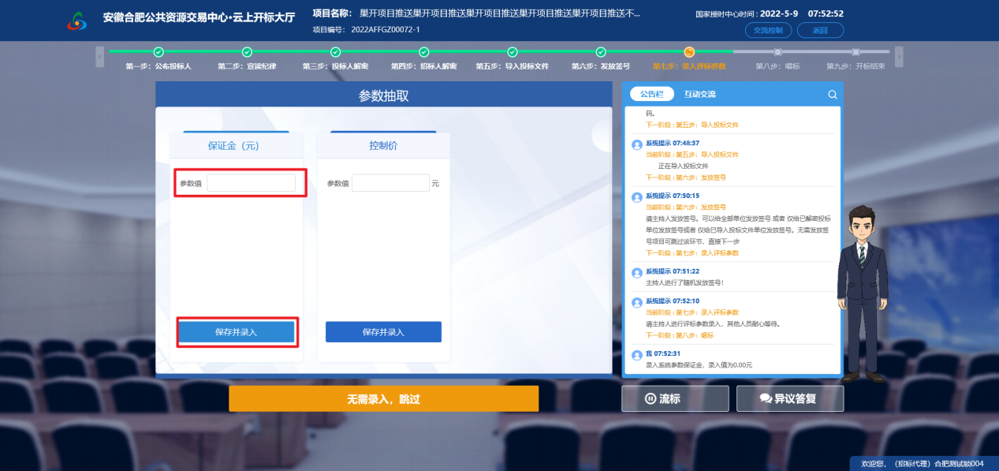 安徽合肥公共资源交易中心·云上开标大厅
项目名称： 巢开项目推送巢开项目推送巢开项目推送巢开项目推送巢开项目推送不...
项目编号： 2022AFFGZ00072-1
国家授时中心时间：2022-5-9 07:52:52
交流控制
返回
第一步：公布投标人
第二步：宣读纪律
第三步：投标人解密
第四步：招标人解密
第五步：导入投标文件
第六步：发放签号
第七步：录入评标参数
第八步：唱标
第九步：开标结束
参数抽取
保证金（元）
参数值
保存并录入
控制价
参数值 元
保存并录入
无需录入，跳过
公告栏
互动交流
码。
下一阶段：第五步：导入投标文件
系统提示 07:48:37
当前阶段：第五步：导入投标文件
正在导入投标文件
下一阶段：第六步：发放签号
系统提示 07:50:15
当前阶段：第六步：发放签号
请主持人发放签号。可以给全部单位发放签号 或者 仅给已解密投标
单位发放签号或者 仅给已导入投标文件单位发放签号。无需发放签
号项目可跳过该环节，直接下一步
下一阶段：第七步：录入评标参数
系统提示 07:51:22
主持人进行了随机发放签号！
系统提示 07:52:10
当前阶段：第七步：录入评标参数
请主持人进行评标参数录入，其他人员耐心等待。
下一阶段：第八步：唱标
我 07:52:31
录入系统参数保证金，录入值为0.00元
流标
异议答复
欢迎您，（招标代理）合肥测试锁004